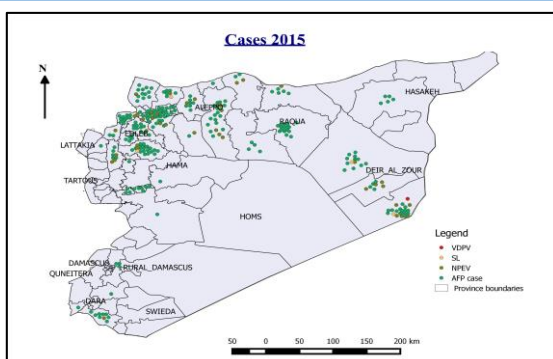 Cases 2015
N
HASAKEH
ALEPPO
RAQUA
IDLEB
LATTAKIA
DEIR_AL_ZOUR
HAMA
TARTOUS
HOMS
DAMASCUS
RURAL_DAMASCUS
QUNEITERA
DARA
SWIEDA
Legend
VDPV
SL
NPEV
AFP case
Province boundaries
50 0 50 100 150 200 km